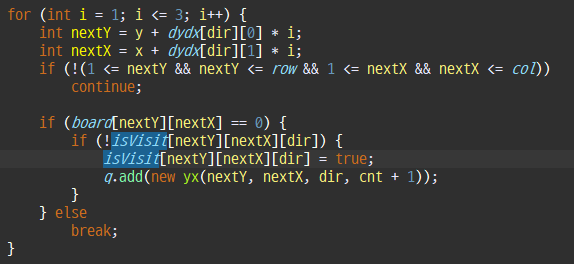 for (int i = 1; i <= 3; i++) {
    int nextY = y + dydx[dir][0] * i;
    int nextX = x + dydx[dir][1] * i;
    if (!(1 <= nextY && nextY <= row && 1 <= nextX && nextX <= col))
        continue;

    if (board[nextY][nextX] == 0) {
        if (!isVisit[nextY][nextX][dir]) {
            isVisit[nextY][nextX][dir] = true;
            q.add(new yx(nextY, nextX, dir, cnt + 1));
        }
    } else
        break;
}